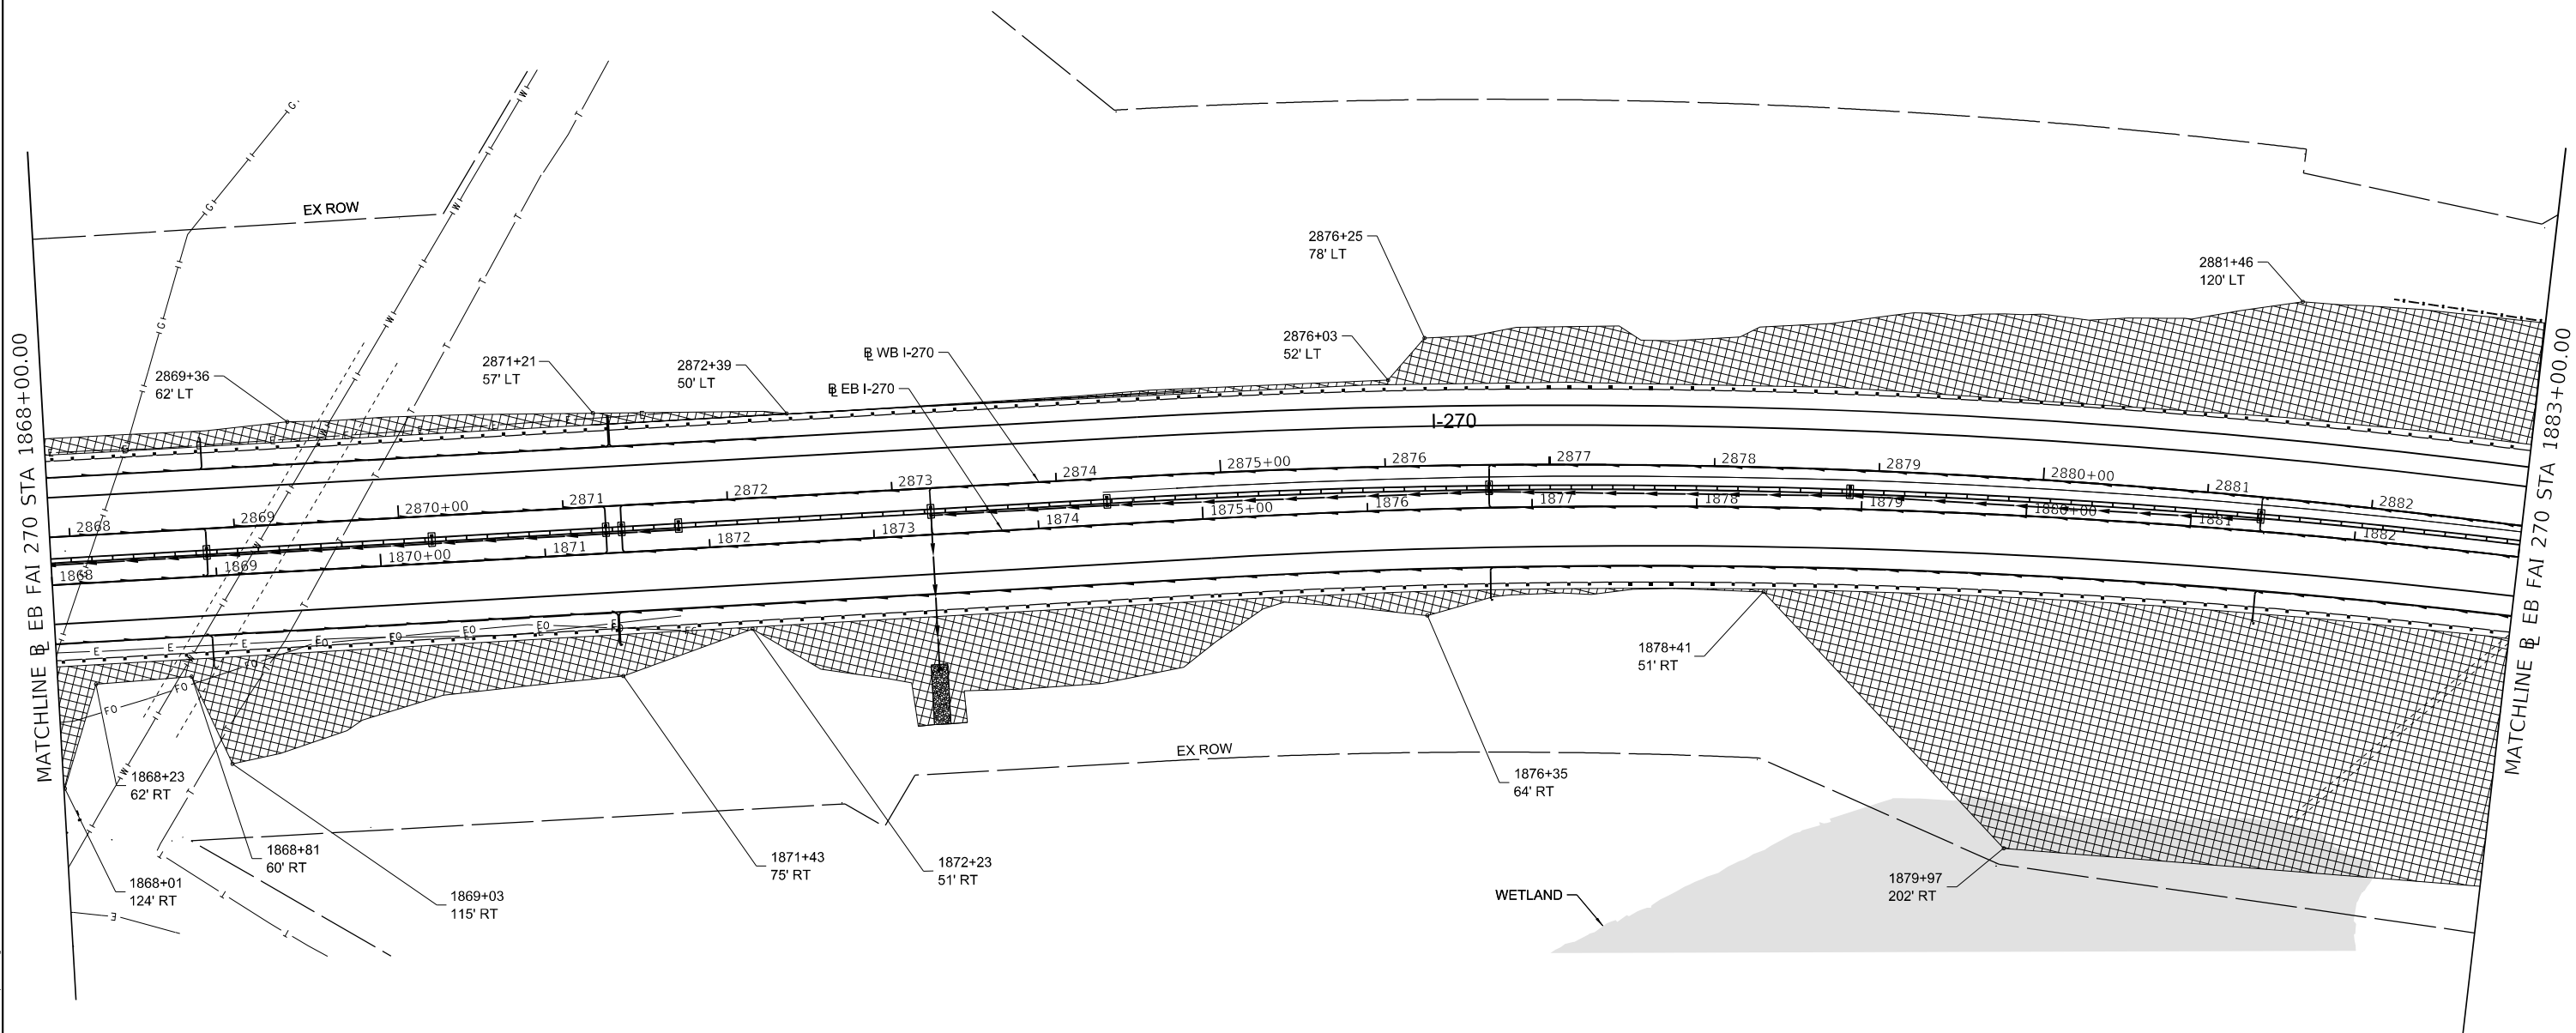 EX ROW
2876+25
78' LT
2881+46
120' LT
2876+03
52' LT
℄ WB I-270
2871+21
57' LT
2872+39
50' LT
2869+36
62' LT
℄ EB I-270
I-270
MATCHLINE ℄ EB FAI 270 STA 1868+00.00
MATCHLINE ℄ EB FAI 270 STA 1883+00.00
2868
2869
2870+00
2871
2872
2873
2874
2875+00
2876
2877
2878
2879
2880+00
2881
2882
1868
1869
1870+00
1871
1872
1873
1874
1875+00
1876
1877
1878
1879
1880+00
1881
1882
E
E
E
FO
FO
FO
G
G
W
W
W
T
T
T
1878+41
51' RT
EX ROW
1868+23
62' RT
1876+35
64' RT
1868+81
60' RT
1871+43
75' RT
1872+23
51' RT
1868+01
124' RT
1869+03
115' RT
1879+97
202' RT
WETLAND
E